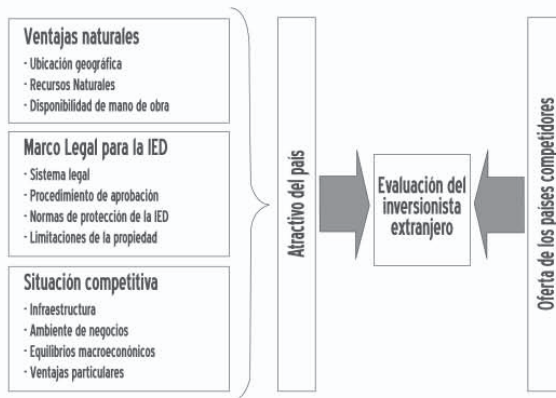 Ventajas naturales
- Ubicación geográfica
- Recursos Naturales
- Disponibilidad de mano de obra
Marco Legal para la IED
- Sistema legal
- Procedimiento de aprobación
- Normas de protección de la IED
- Limitaciones de la propiedad
Situación competitiva
- Infraestructura
- Ambiente de negocios
- Equilibrios macroeconónicos
- Ventajas particulares
Atractivo del país
Evaluación del
inversionista
extranjero
Oferta de los paises competidores